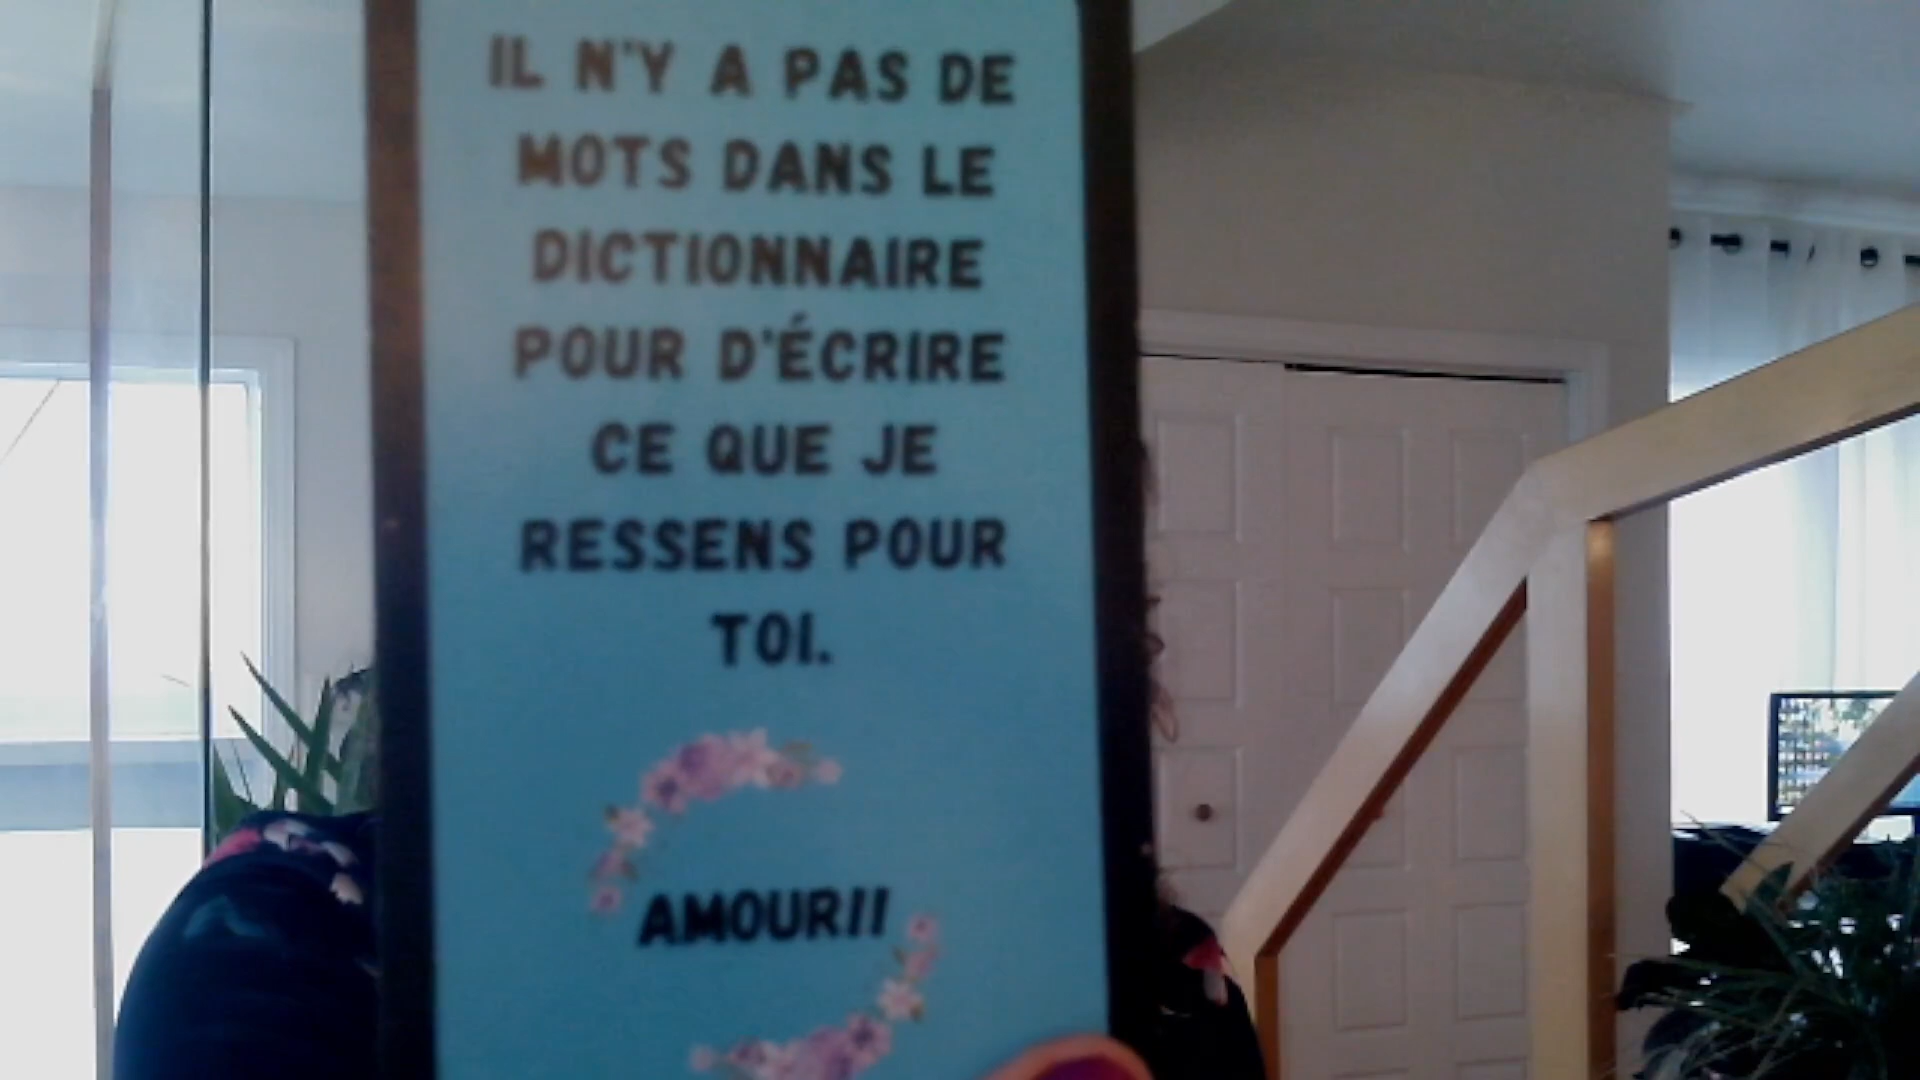 IL N'Y A PAS DE
MOTS DANS LE
DICTIONNAIRE
POUR D'ÉCRIRE
CE QUE JE
RESSENS POUR
TOI.
AMOUR!!